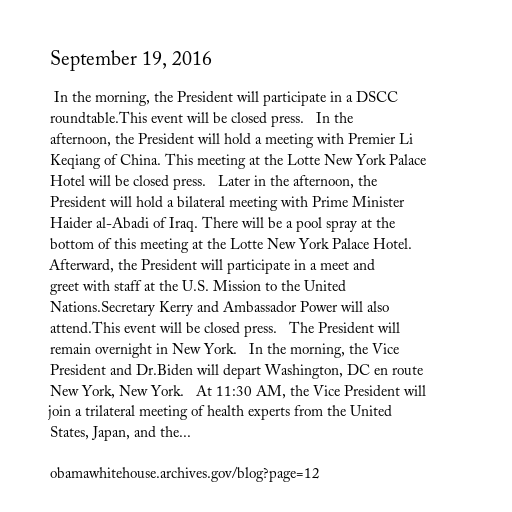 September 19, 2016
In the morning, the President will participate in a DSCC
roundtable.This event will be closed press.   In the
afternoon, the President will hold a meeting with Premier Li
Keqiang of China. This meeting at the Lotte New York Palace
Hotel will be closed press.   Later in the afternoon, the
President will hold a bilateral meeting with Prime Minister
Haider al-Abadi of Iraq. There will be a pool spray at the
bottom of this meeting at the Lotte New York Palace Hotel.
Afterward, the President will participate in a meet and
greet with staff at the U.S. Mission to the United
Nations.Secretary Kerry and Ambassador Power will also
attend.This event will be closed press.   The President will
remain overnight in New York.   In the morning, the Vice
President and Dr.Biden will depart Washington, DC en route
New York, New York.   At 11:30 AM, the Vice President will
join a trilateral meeting of health experts from the United
States, Japan, and the...
obamawhitehouse.archives.gov/blog?page=12